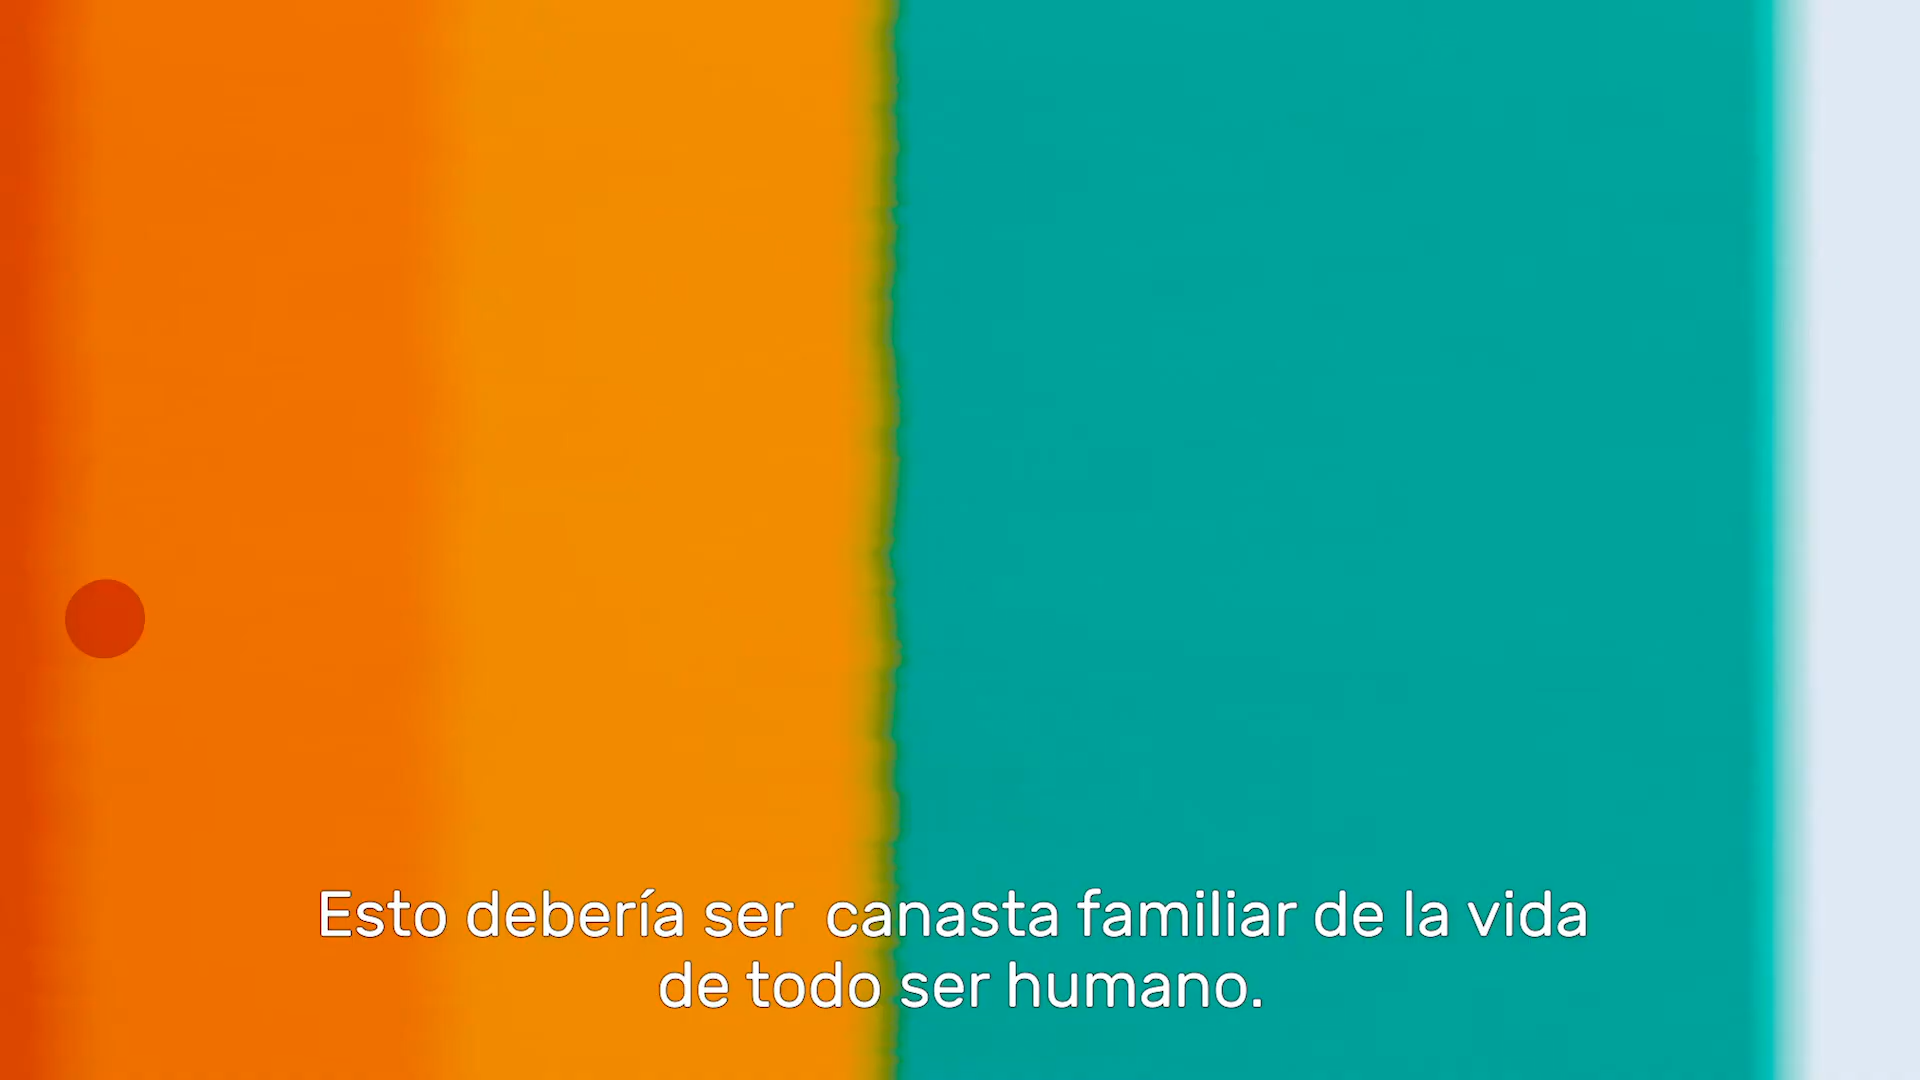 Esto debería ser  canasta familiar de la vida
de todo ser humano.